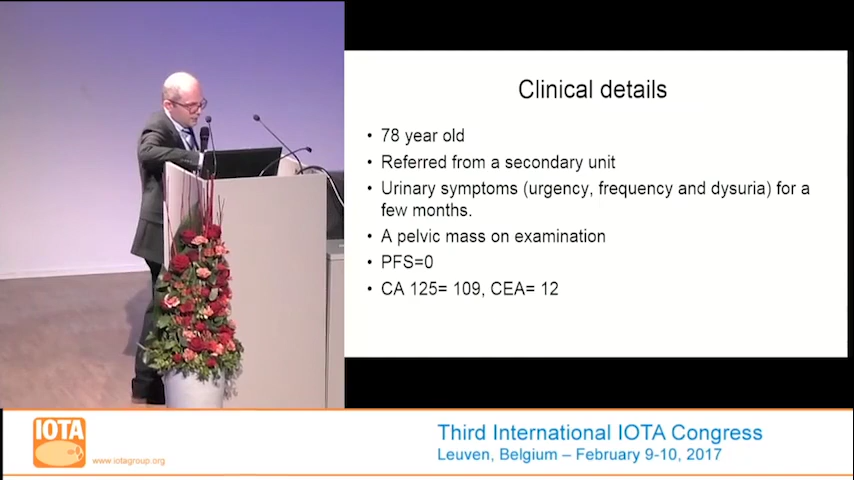 Clinical details
• 78 year old
• Referred from a secondary unit
• Urinary symptoms (urgency, frequency and dysuria) for a
few months.
• A pelvic mass on examination
• PFS=0
• CA 125= 109, CEA= 12
IOTA
www.iotagroup.org
Third International IOTA Congress
Leuven, Belgium – February 9-10, 2017